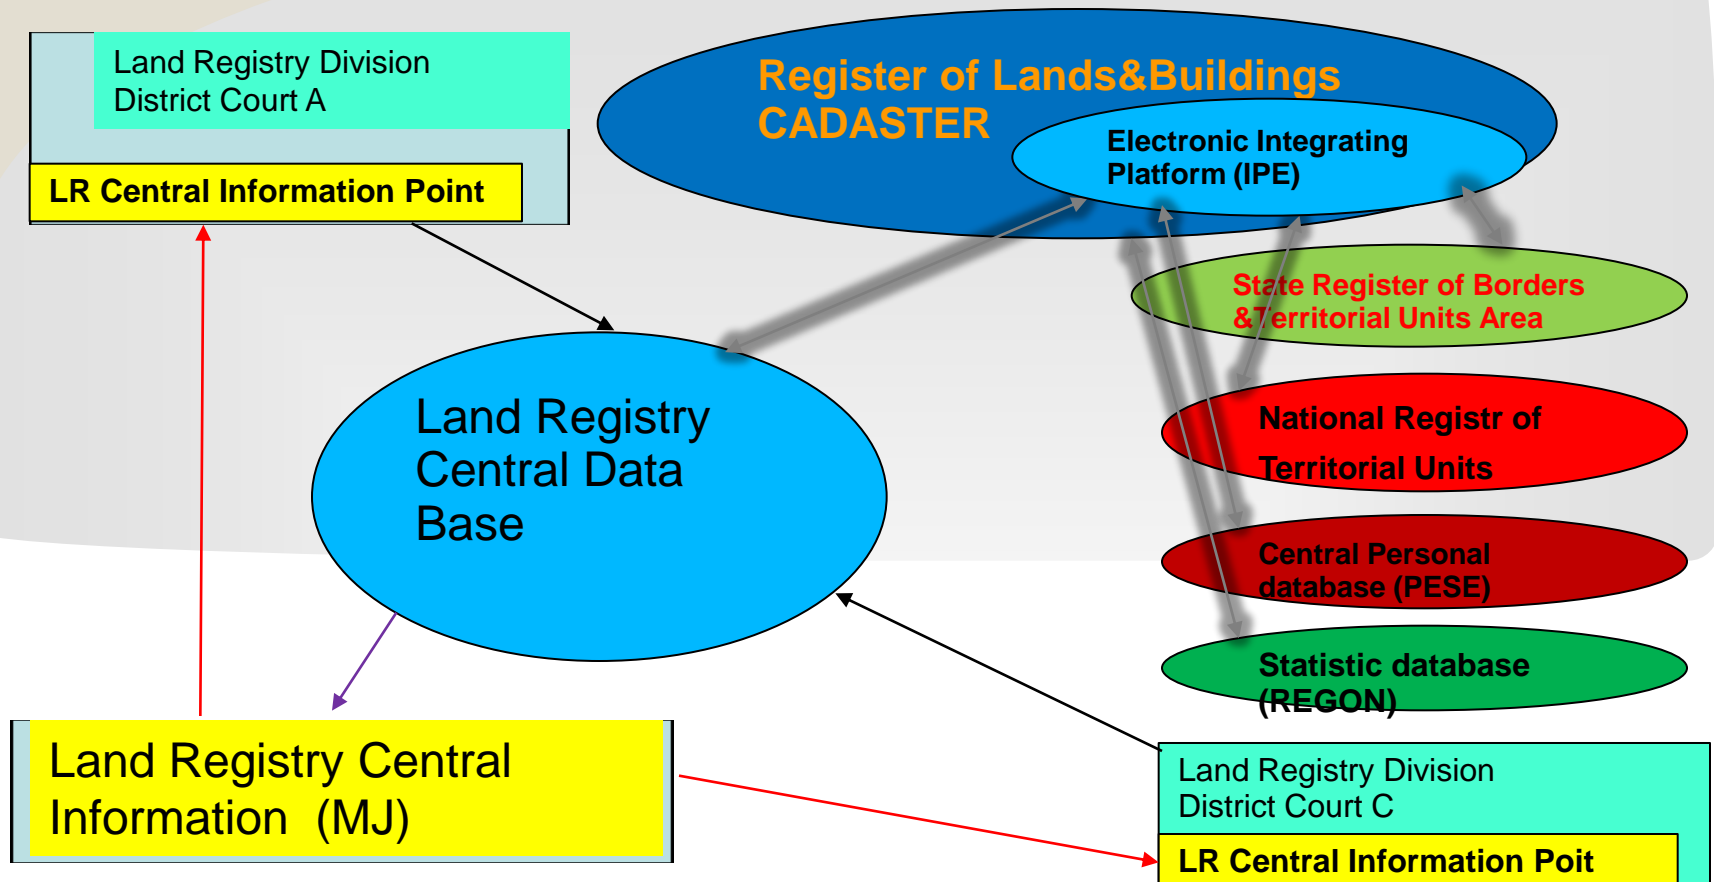 Land Registry Division
District Court A
LR Central Information Point
Register of Lands&Buildings
CADASTER
Electronic Integrating
Platform (IPE)
State Register of Borders
&Territorial Units Area
National Registr of
Territorial Units
Central Personal
database (PESE)
Statistic database
(REGON)
Land Registry
Central Data
Base
Land Registry Central
Information (MJ)
Land Registry Division
District Court C
LR Central Information Poit